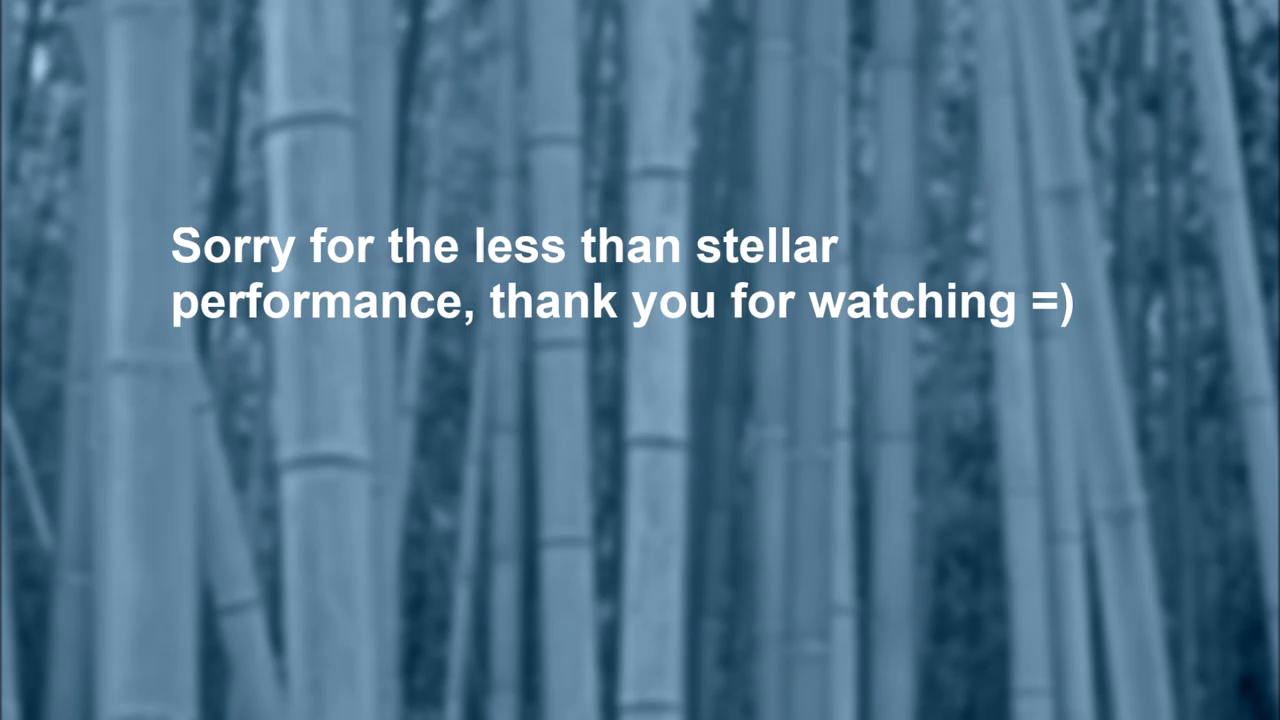 Sorry for the less than stellar
performance, thank you for watching =)